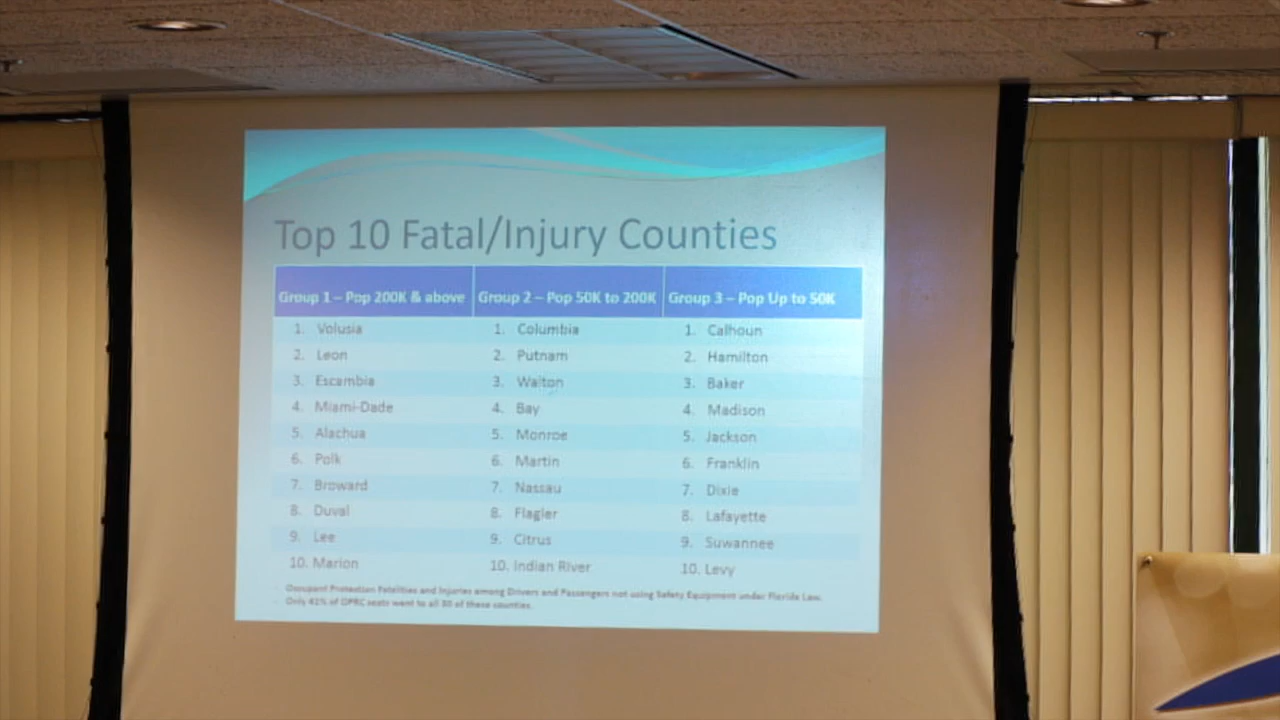 Top 10 Fatal/Injury Counties
Group 1 – Pop 200K & above Group 2 – Pop 50K to 200K Group 3 – Pop Up to 50K
1. Volusia 1. Columbia 1. Calhoun
2. Leon 2. Putnam 2. Hamilton
3. Escambia 3. Walton 3. Baker
4. Miami-Dade 4. Bay 4. Madison
5. Alachua 5. Monroe 5. Jackson
6. Polk 6. Martin 6. Franklin
7. Broward 7. Nassau 7. Dixie
8. Duval 8. Flagler 8. Lafayette
9. Lee 9. Citrus 9. Suwannee
10. Marion 10. Indian River 10. Levy
Occupant Protection Fatalities and Injuries among Drivers and Passengers not using Safety Equipment under Florida Law.
Only 41% of OPRC seats went to all 30 of these counties.